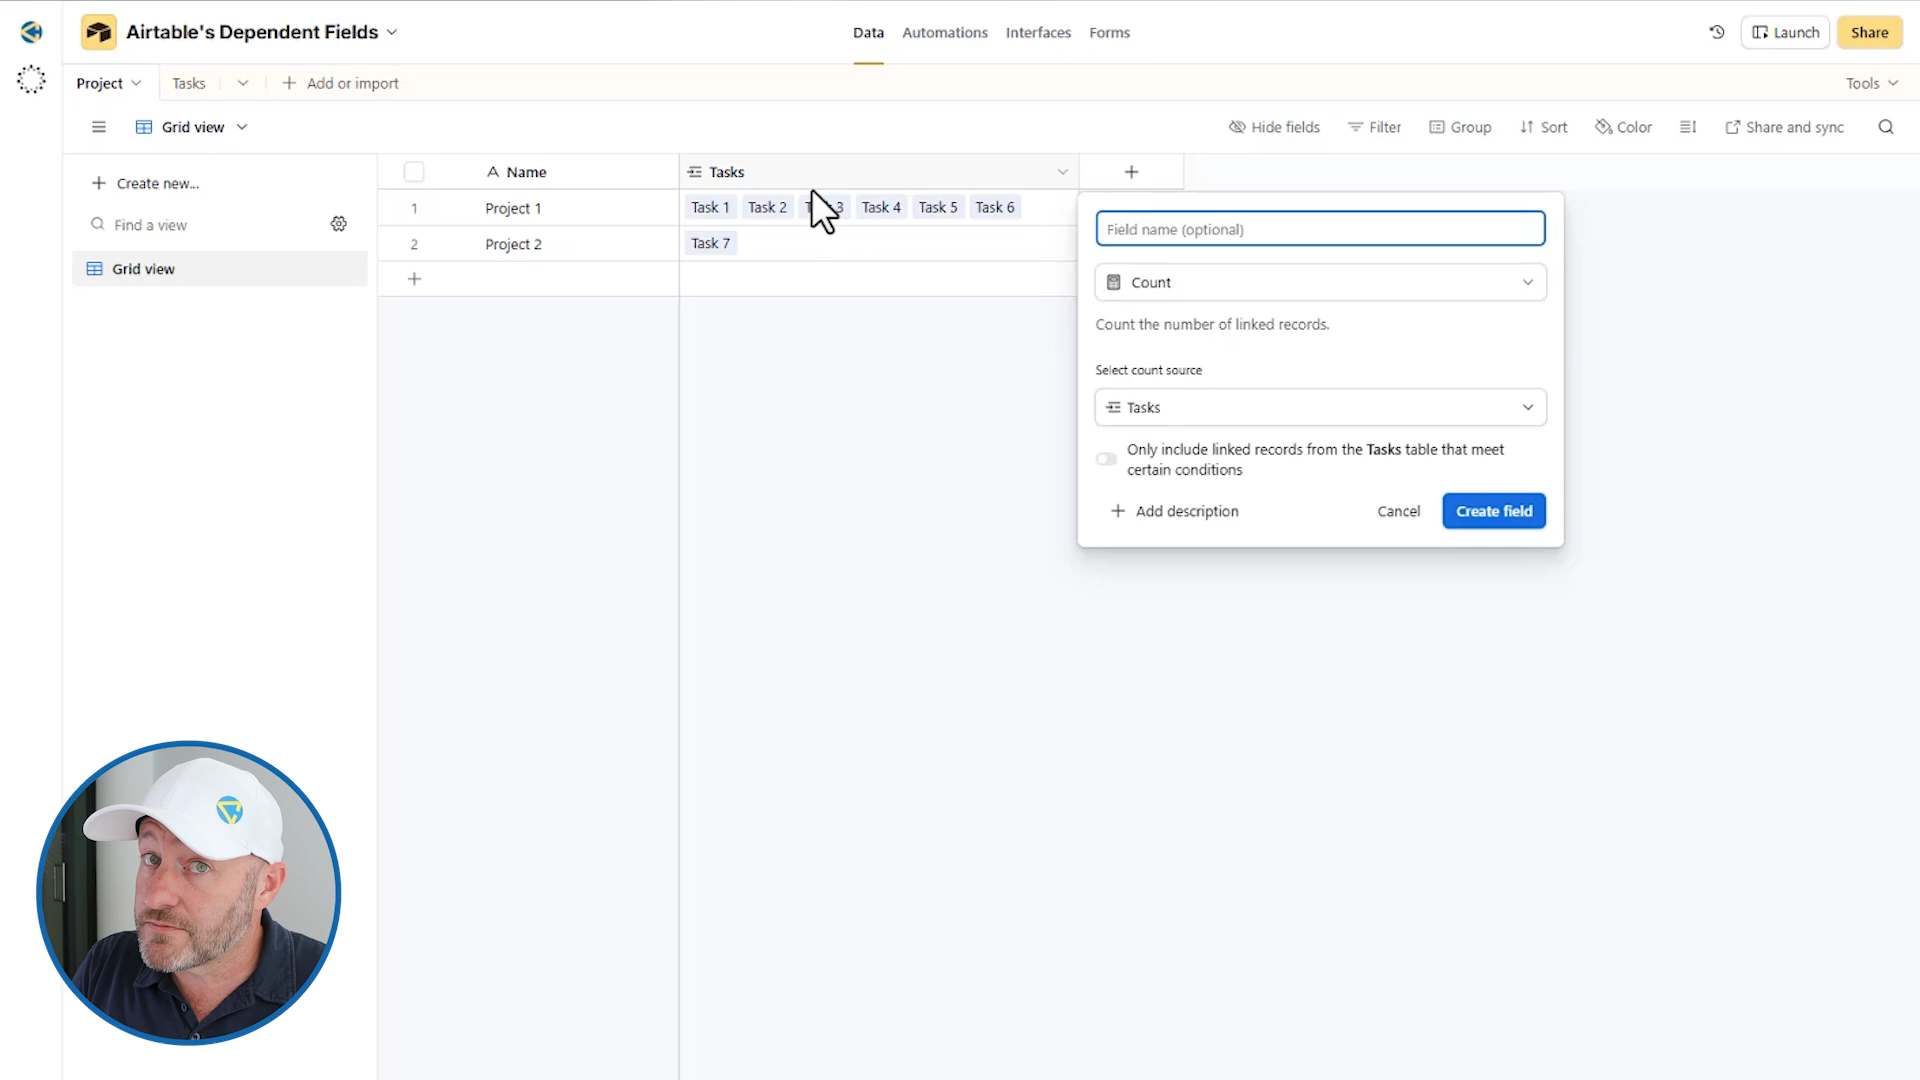 Airtable's Dependent Fields
Data
Automations
Interfaces
Forms
Launch
Share
Project
Tasks
Add or import
Tools
Grid view
Hide fields
Filter
Group
Sort
Color
Share and sync
Create new...
Find a view
Grid view
Name
Tasks
1
Project 1
Task 1
Task 2
Task 4
Task 5
Task 6
2
Project 2
Task 7
Field name (optional)
Count
Count the number of linked records.
Select count source
Tasks
Only include linked records from the Tasks table that meet
certain conditions
Add description
Cancel
Create field